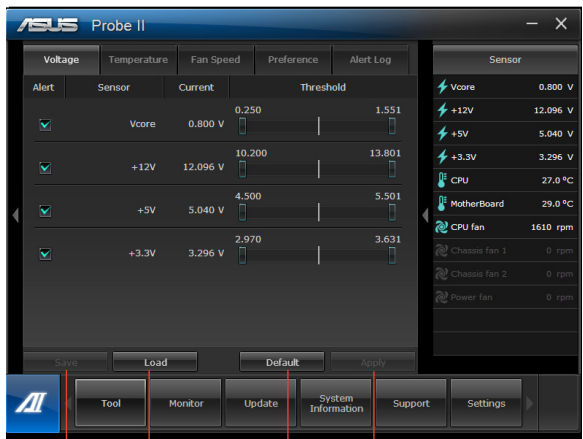 ASUS Probe II
Voltage Temperature Fan Speed Preference Alert Log
Sensor
Alert Sensor Current Threshold
Vcore 0.800 V 0.250 1.551
+12V 12.096 V 10.200 13.801
+5V 5.040 V 4.500 5.501
+3.3V 3.296 V 2.970 3.631
Vcore 0.800 V
+12V 12.096 V
+5V 5.040 V
+3.3V 3.296 V
CPU 27.0 ºC
MotherBoard 29.0 ºC
CPU fan 1610 rpm
Chassis fan 1 0 rpm
Chassis fan 2 0 rpm
Power fan 0 rpm
Save Load Default Apply
AI
Tool Monitor Update System Information Support Settings